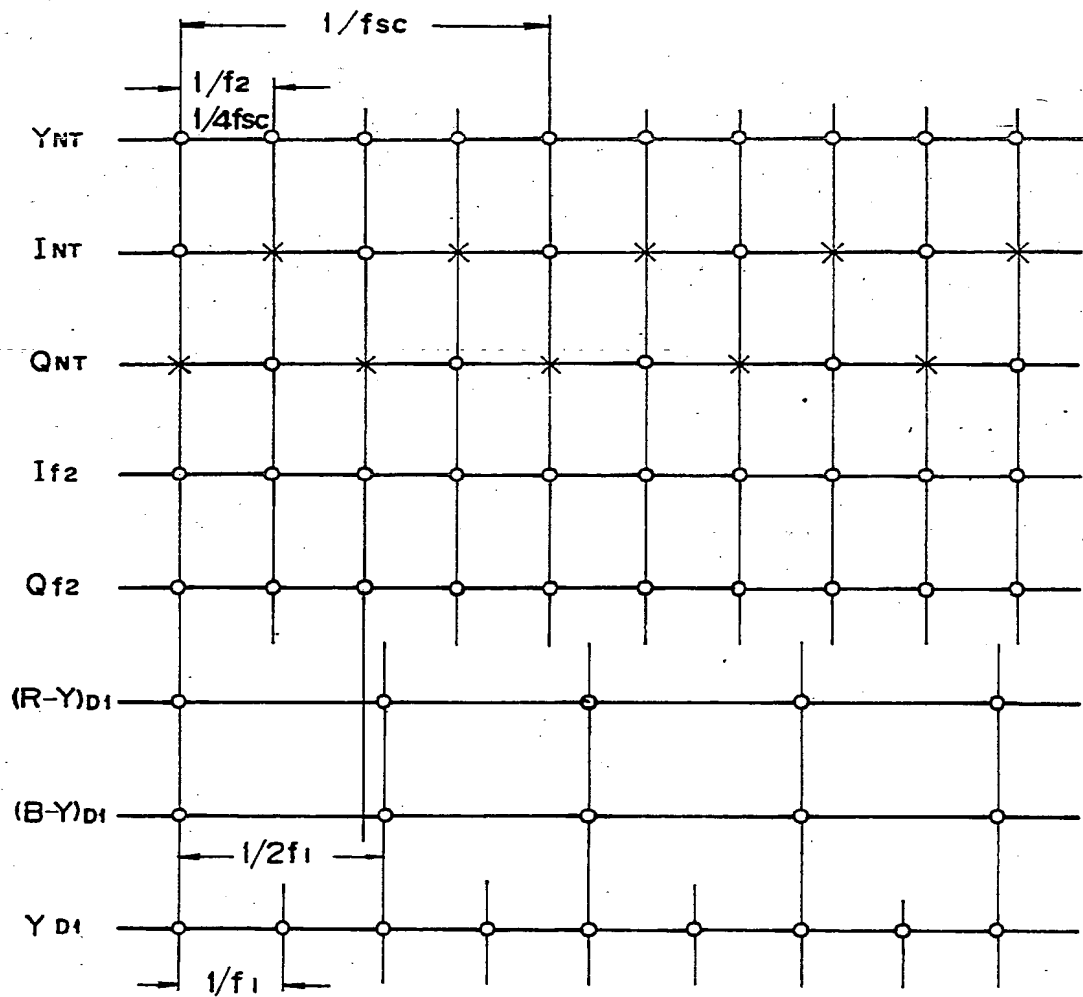 1/fsc
1/f2
1/4fsc
YNT
INT
QNT
If2
Qf2
(R-Y)D1
(B-Y)D1
1/2f1
YD1
1/f1